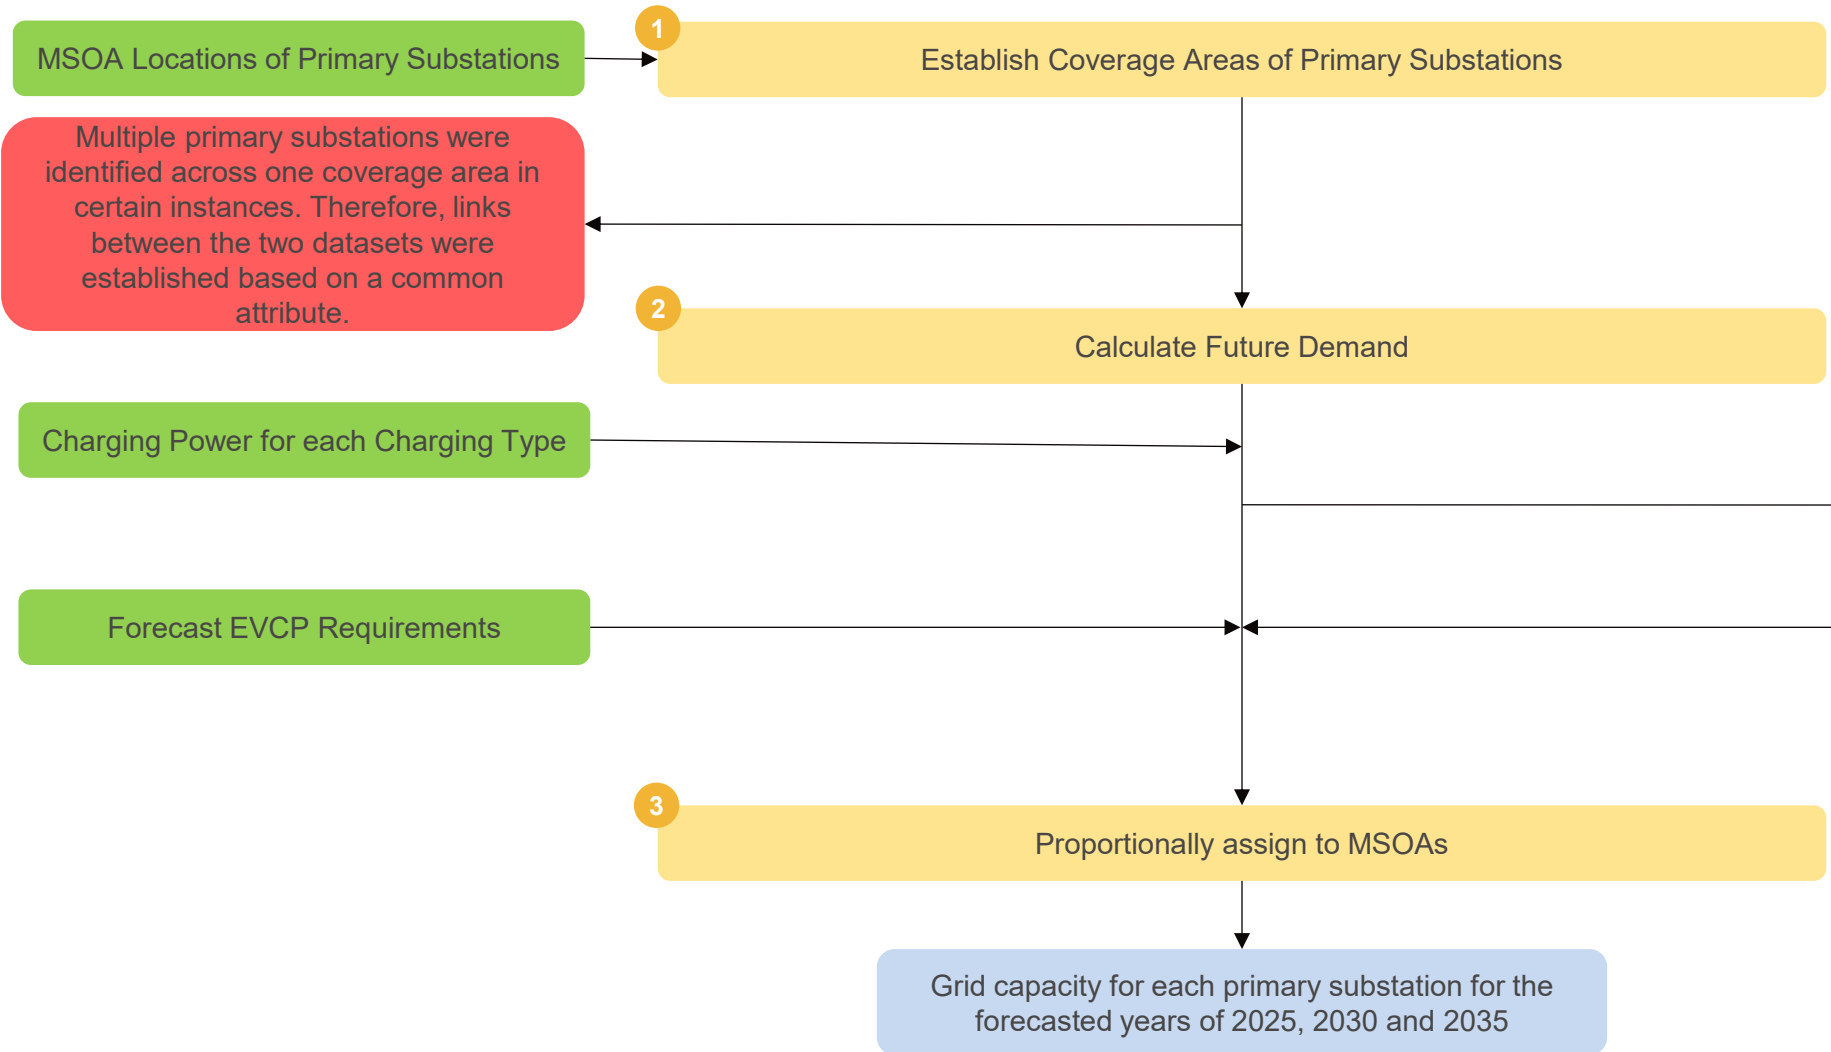 MSOA Locations of Primary Substations
1
Establish Coverage Areas of Primary Substations
Multiple primary substations were
identified across one coverage area in
certain instances. Therefore, links
between the two datasets were
established based on a common
attribute.
2
Calculate Future Demand
Charging Power for each Charging Type
Forecast EVCP Requirements
3
Proportionally assign to MSOAs
Grid capacity for each primary substation for the
forecasted years of 2025, 2030 and 2035